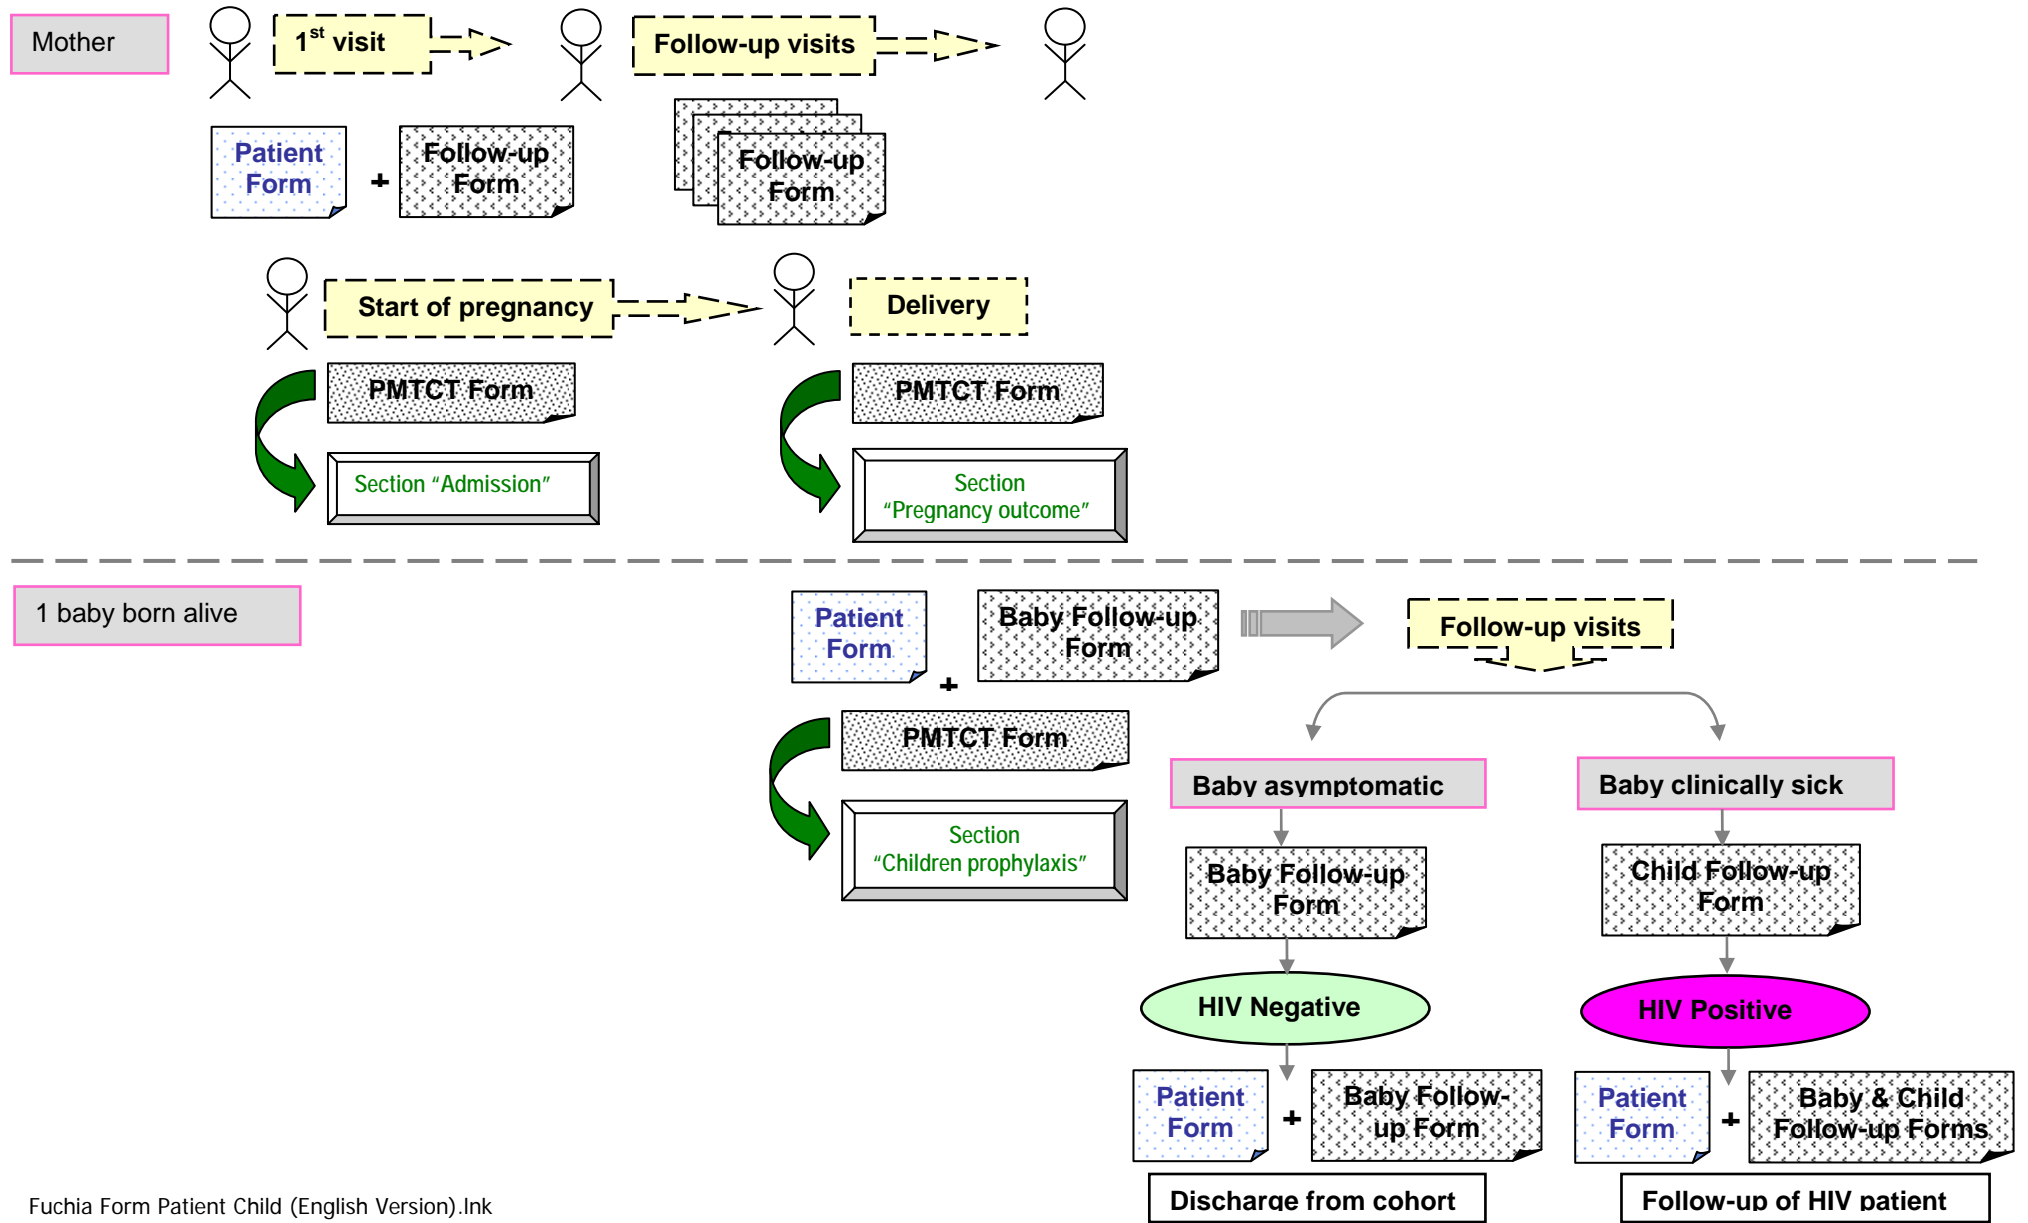 Mother
1st visit
Follow-up visits
Patient
Form
+
Follow-up
Form
Follow-up
Form
Start of pregnancy
Delivery
PMTCT Form
PMTCT Form
Section “Admission”
Section
“Pregnancy outcome”
1 baby born alive
Patient
Form
+
Baby Follow-up
Form
Follow-up visits
PMTCT Form
Section
“Children prophylaxis”
Baby asymptomatic
Baby clinically sick
Baby Follow-up
Form
Child Follow-up
Form
HIV Negative
HIV Positive
Patient
Form
+
Baby Follow-
up Form
Patient
Form
+
Baby & Child
Follow-up Forms
Discharge from cohort
Follow-up of HIV patient
Fuchia Form Patient Child (English Version).lnk